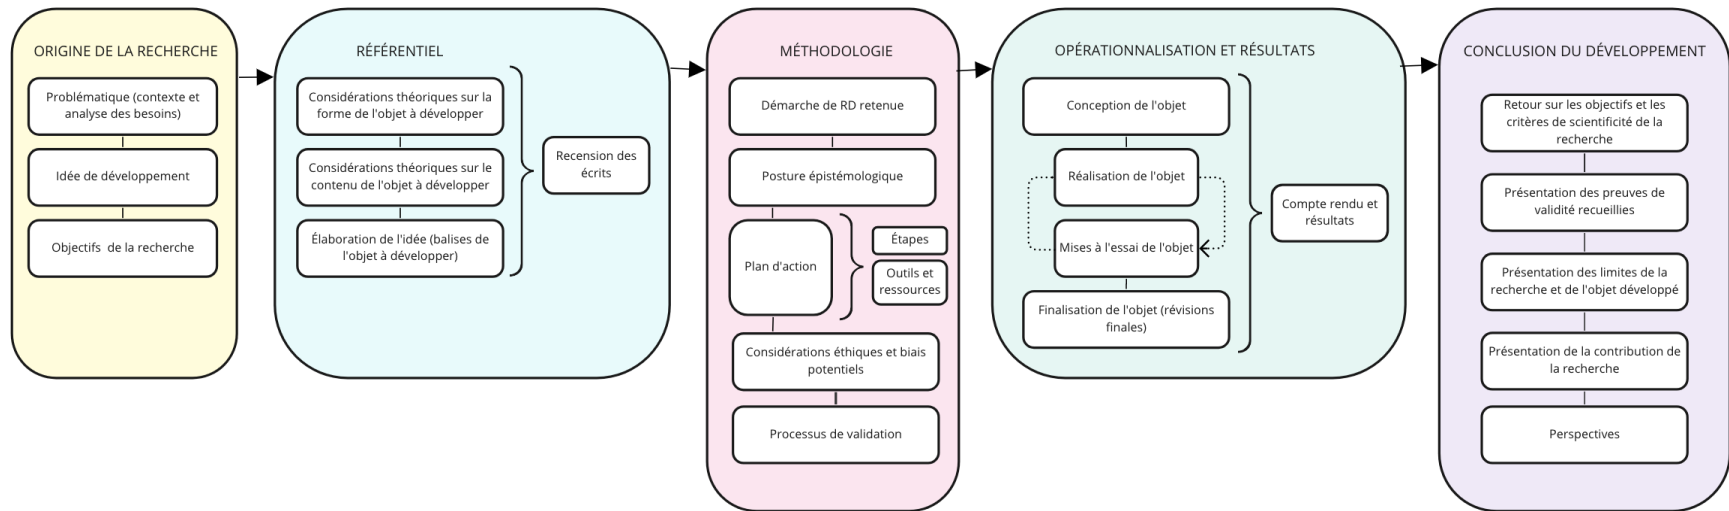 ORIGINE DE LA RECHERCHE
Problématique (contexte et
analyse des besoins)
Idée de développement
Objectifs  de la recherche
RÉFÉRENTIEL
Considérations théoriques sur la
forme de l'objet à développer
Considérations théoriques sur le
contenu de l'objet à développer
Élaboration de l'idée (balises de
l'objet à développer)
Recension des
écrits
MÉTHODOLOGIE
Démarche de RD retenue
Posture épistémologique
Plan d'action
Étapes
Outils et
ressources
Considérations éthiques et biais
potentiels
Processus de validation
OPÉRATIONNALISATION ET RÉSULTATS
Conception de l'objet
Réalisation de l'objet
Mises à l'essai de l'objet
Finalisation de l'objet (révisions
finales)
Compte rendu et
résultats
CONCLUSION DU DÉVELOPPEMENT
Retour sur les objectifs et les
critères de scientificité de la
recherche
Présentation des preuves de
validité recueillies
Présentation des limites de la
recherche et de l'objet développé
Présentation de la contribution de
la recherche
Perspectives